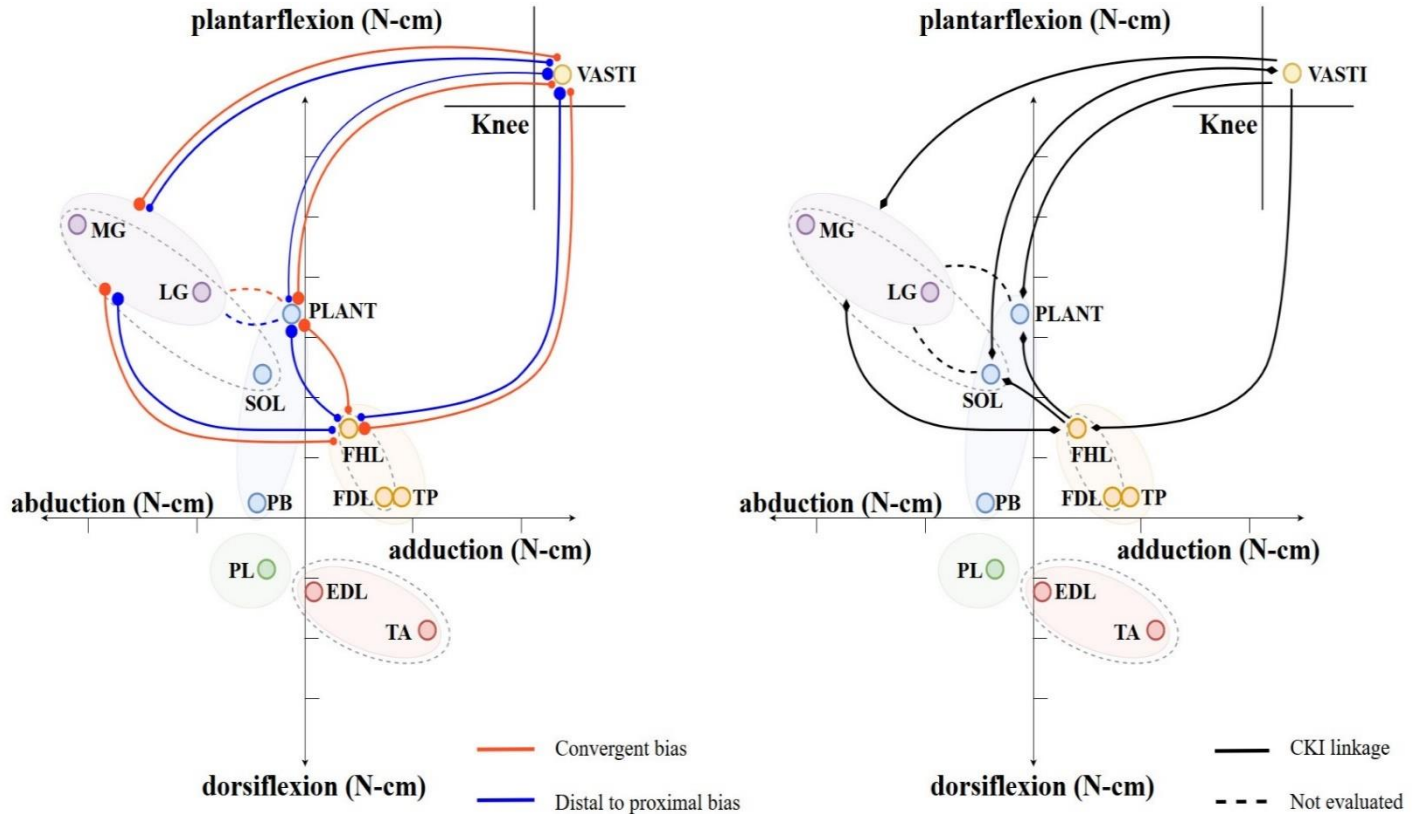 plantarflexion (N-cm)
VASTI
Knee
MG
LG
PLANT
SOL
FHL
abduction (N-cm)
PB
FDL
TP
adduction (N-cm)
PL
EDL
TA
Convergent bias
dorsiflexion (N-cm)
Distal to proximal bias
plantarflexion (N-cm)
VASTI
Knee
MG
LG
PLANT
SOL
FHL
abduction (N-cm)
PB
FDL
TP
adduction (N-cm)
PL
EDL
TA
CKI linkage
dorsiflexion (N-cm)
Not evaluated